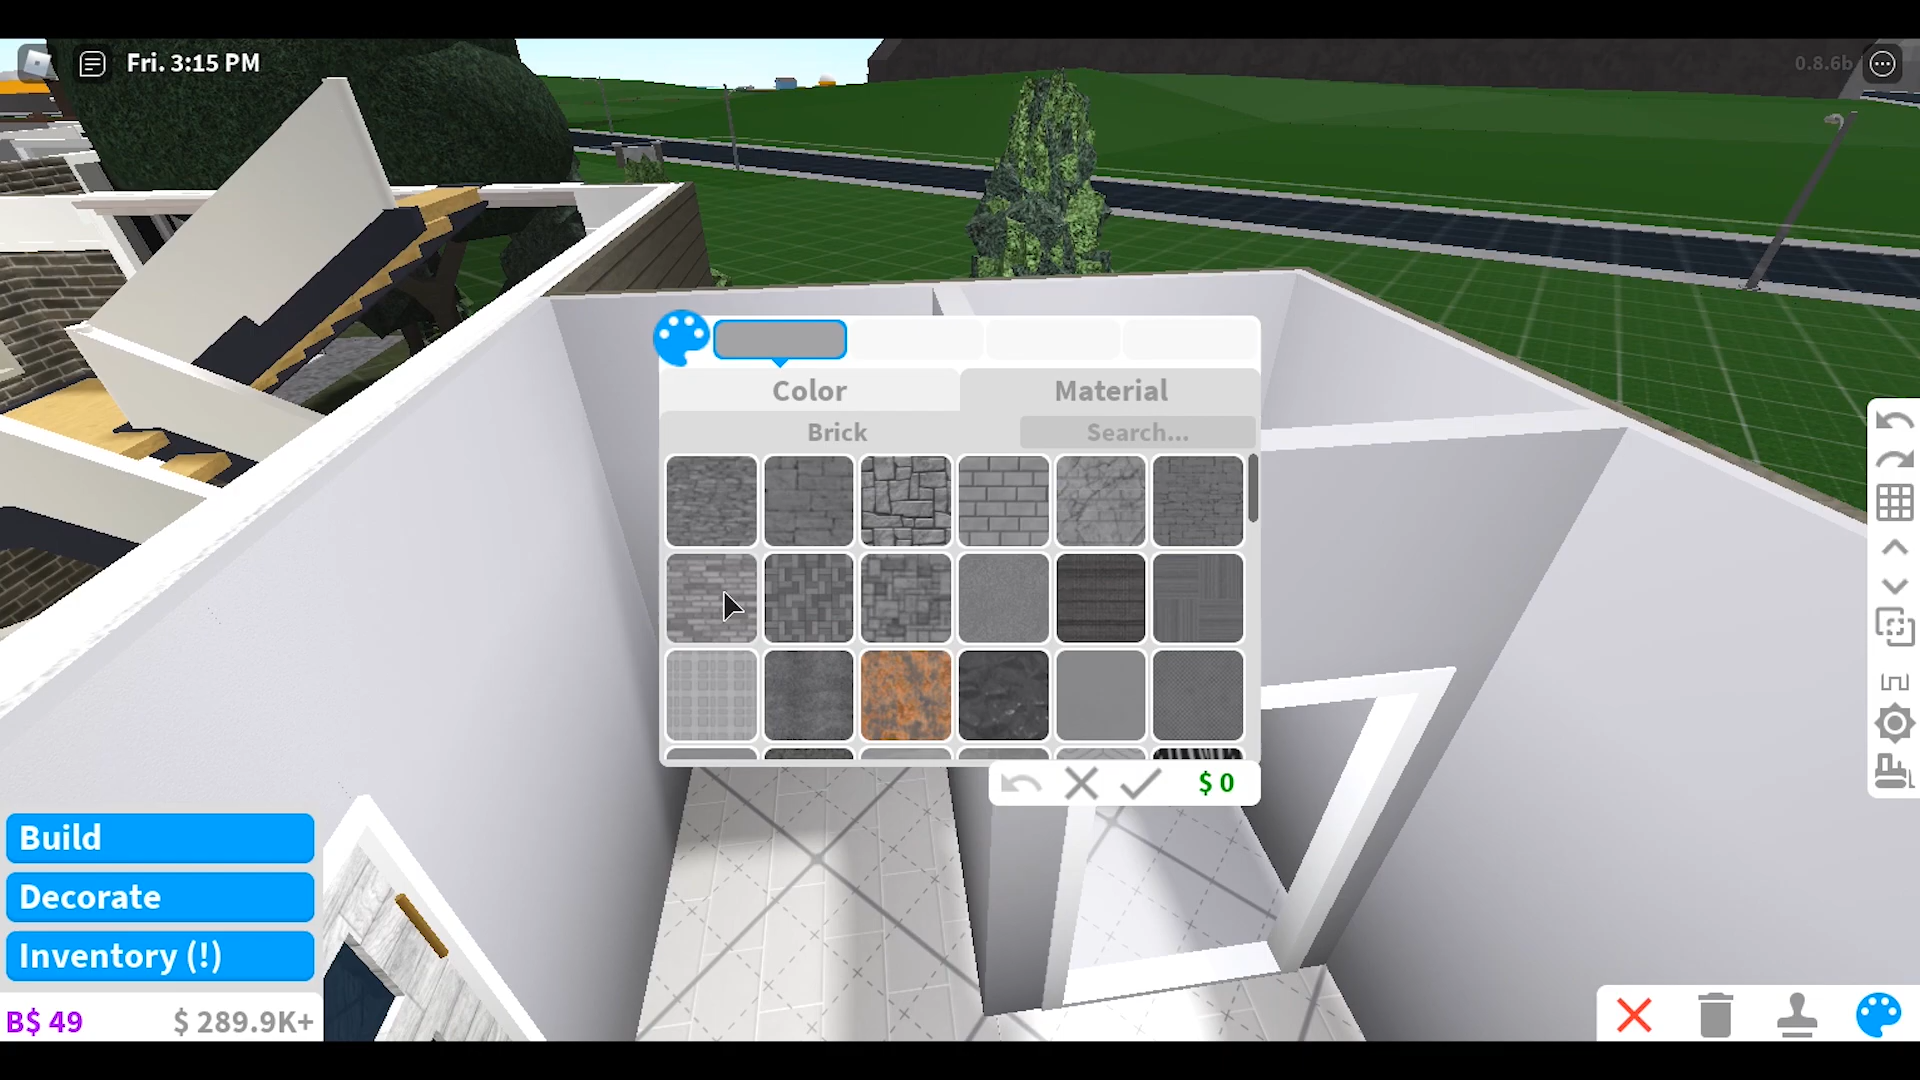 Fri. 3:15 PM
0.8.6b
Color
Material
Brick
Search...
$ 0
Build
Decorate
Inventory (!)
B$ 49
$ 289.9K+